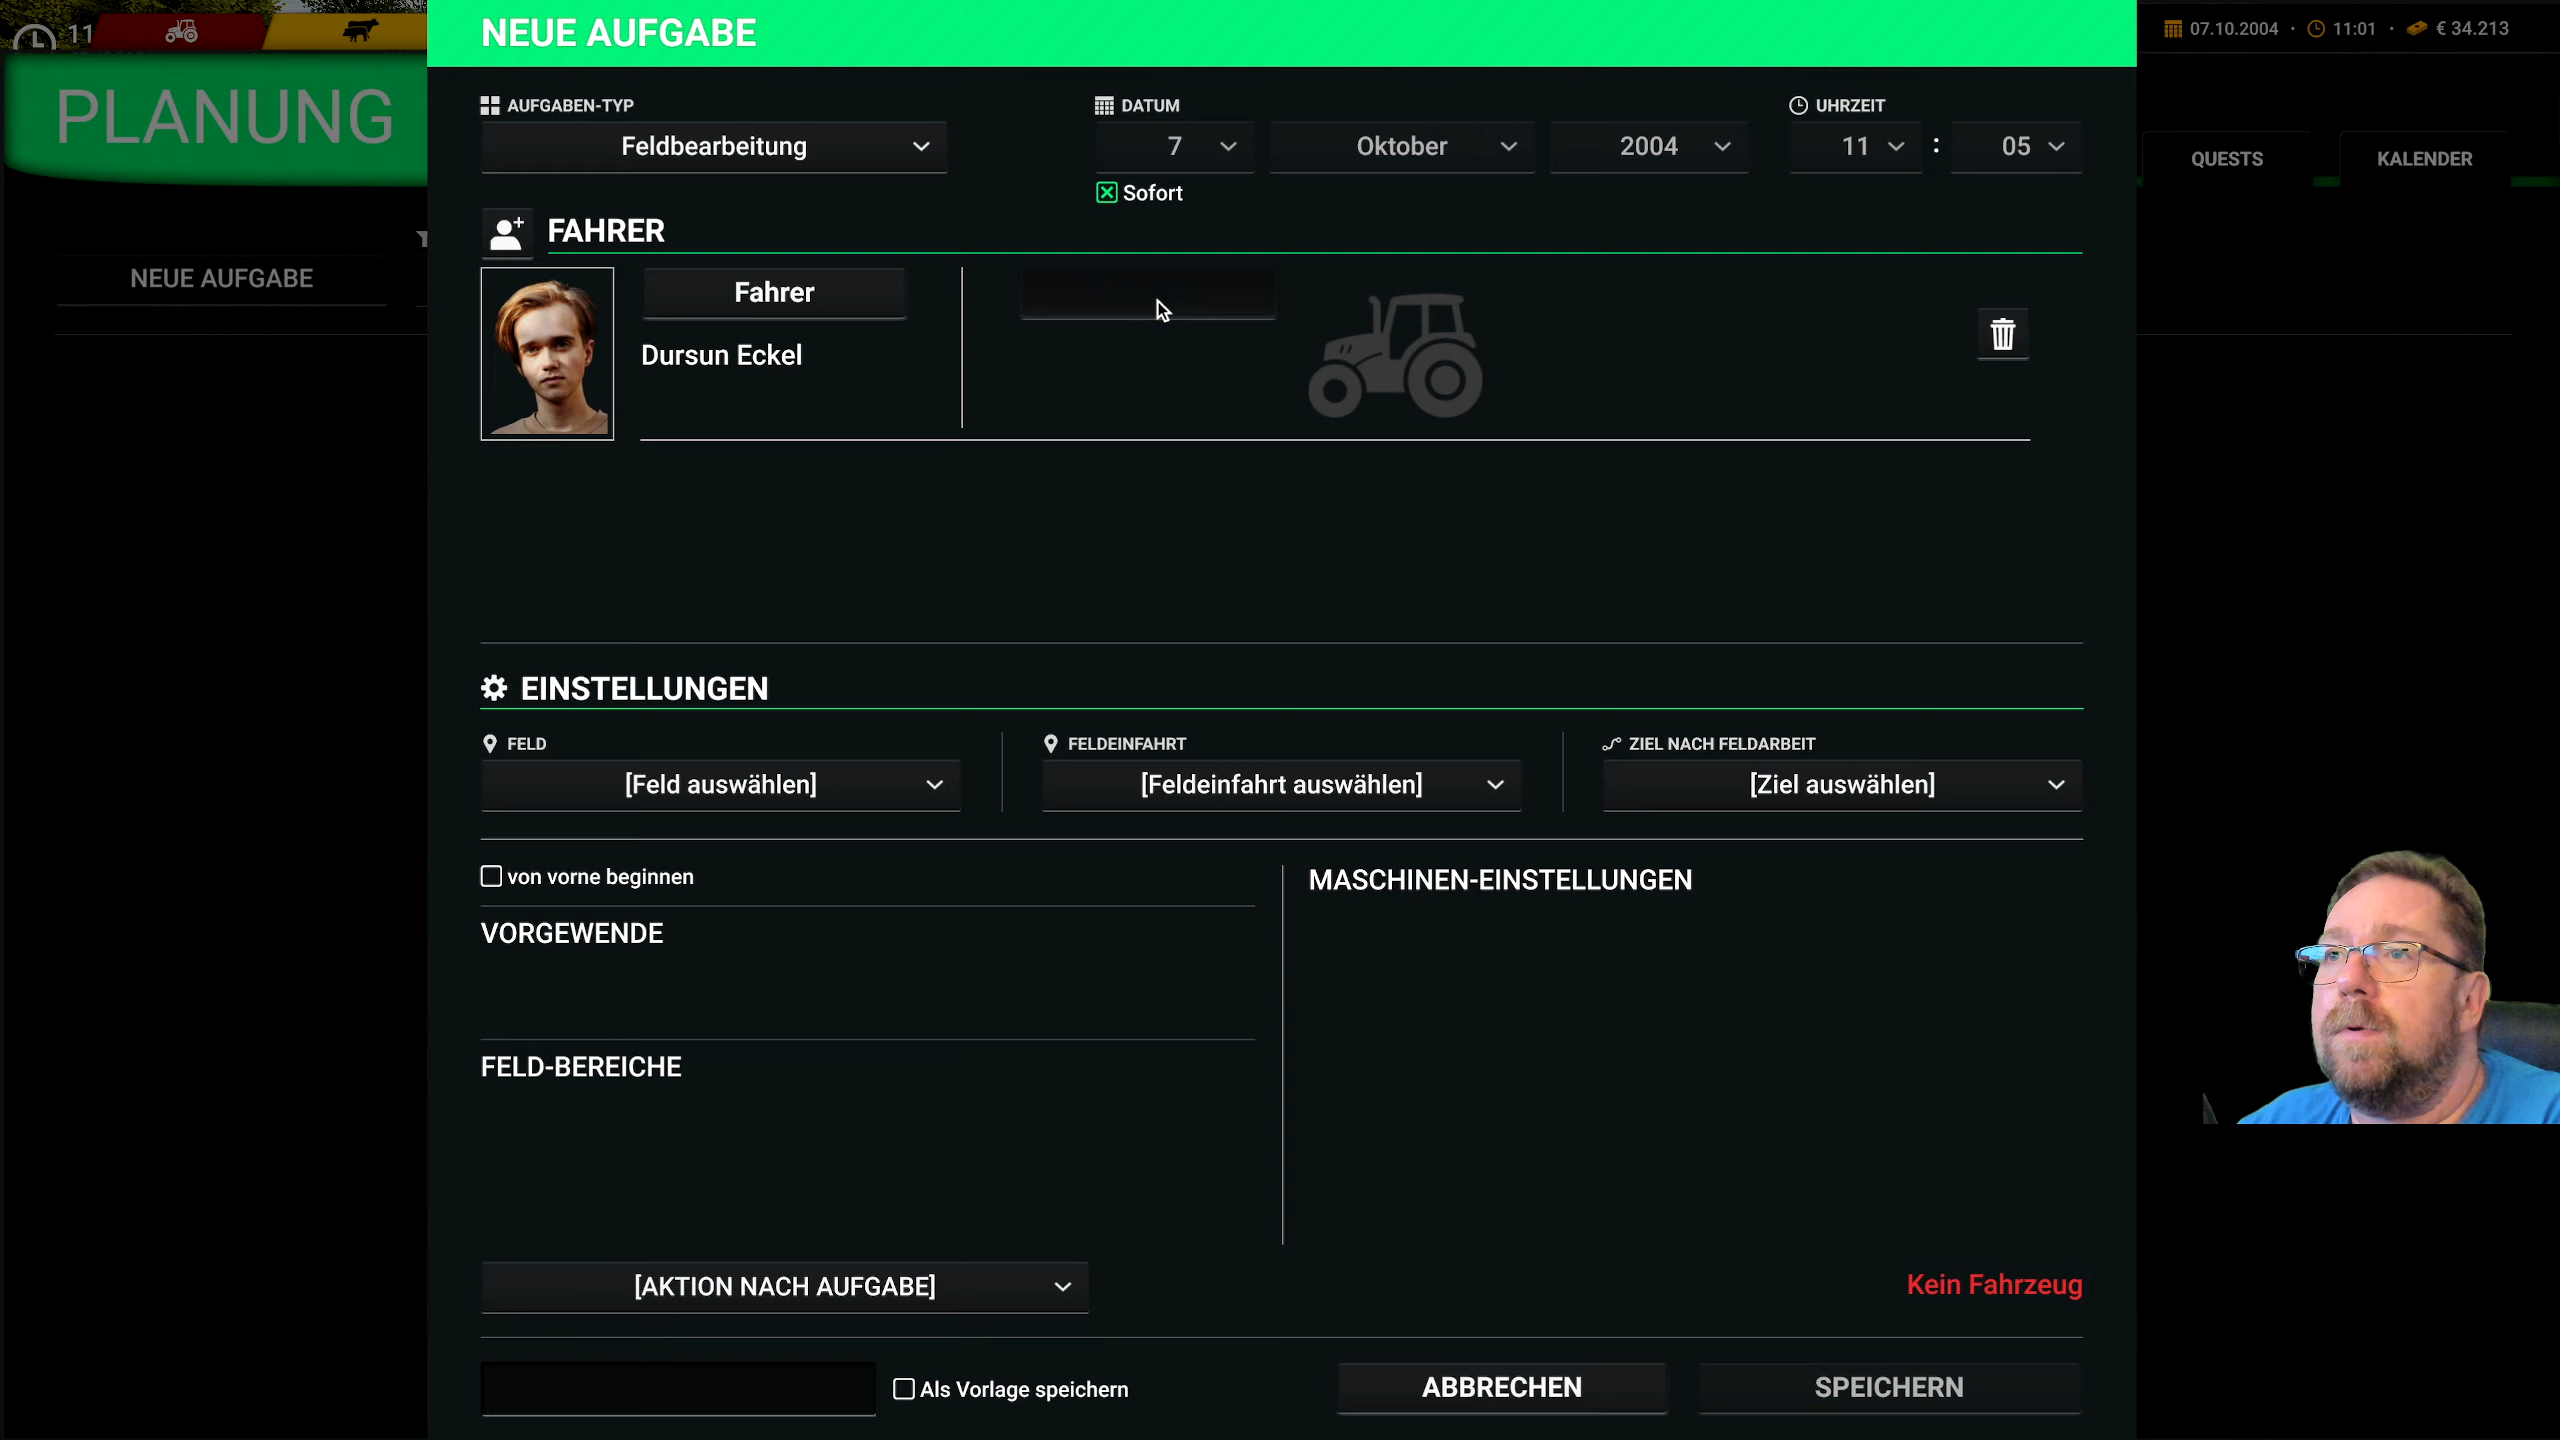 NEUE AUFGABE
11
07.10.2004 · 11:01 · € 34.213
PLANUNG
QUESTS
KALENDER
NEUE AUFGABE
AUFGABEN-TYP
Feldbearbeitung
DATUM
7
Oktober
2004
Sofort
UHRZEIT
11 : 05
FAHRER
Fahrer
Dursun Eckel
EINSTELLUNGEN
FELD
[Feld auswählen]
FELDEINFAHRT
[Feldeinfahrt auswählen]
ZIEL NACH FELDARBEIT
[Ziel auswählen]
von vorne beginnen
VORGEWENDE
FELD-BEREICHE
MASCHINEN-EINSTELLUNGEN
[AKTION NACH AUFGABE]
Kein Fahrzeug
Als Vorlage speichern
ABBRECHEN
SPEICHERN